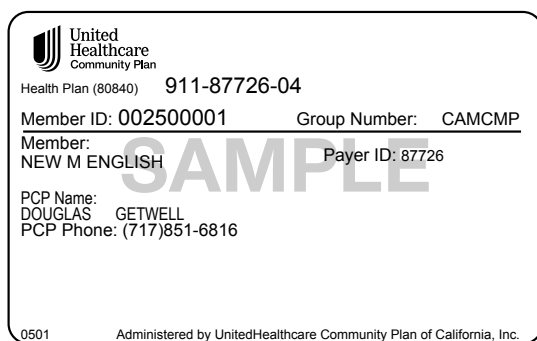 United
Healthcare
Community Plan
Health Plan (80840) 911-87726-04
Member ID: 002500001 Group Number: CAMCMP
Member:
NEW M ENGLISH Payer ID: 87726
SAMPLE
PCP Name:
DOUGLAS GETWELL
PCP Phone: (717)851-6816
0501 Administered by UnitedHealthcare Community Plan of California, Inc.